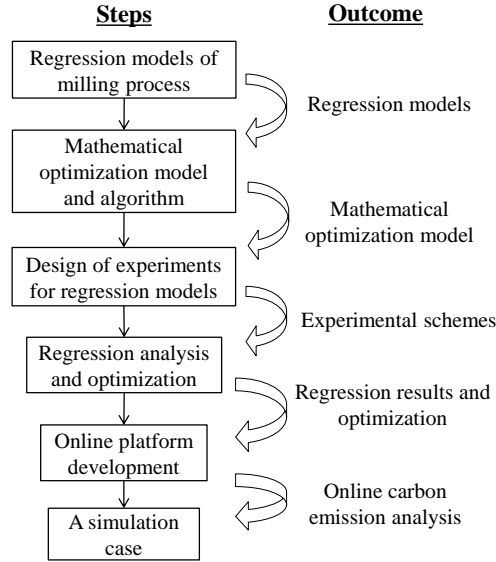 Steps
Outcome
Regression models of
milling process
Regression models
Mathematical
optimization model
and algorithm
Mathematical
optimization model
Design of experiments
for regression models
Experimental schemes
Regression analysis
and optimization
Regression results and
optimization
Online platform
development
Online carbon
emission analysis
A simulation
case